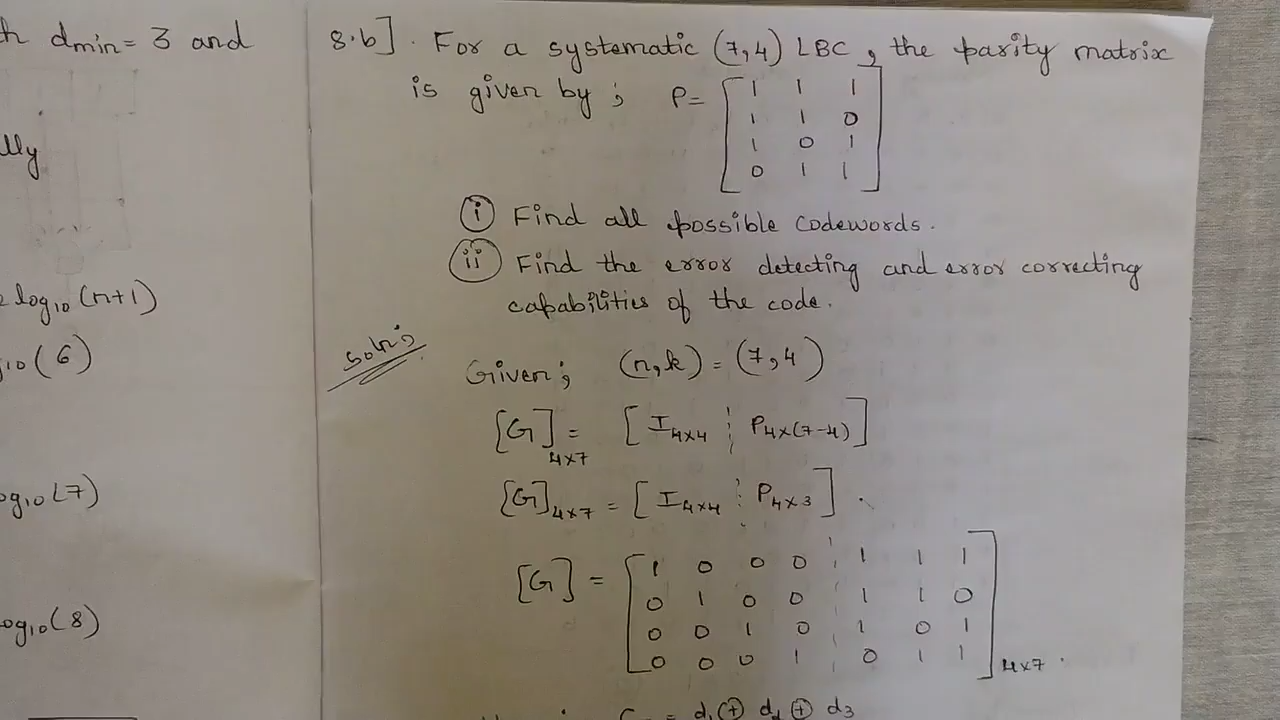 h dmin = 3 and
lly
2 log10 (n+1)
10 (6)
og10 (7)
og10 (8)
8.b]. For a systematic (7,4) LBC, the parity matrix
is given by; P= [ 1 1 1
1 1 0
1 0 1
0 1 1 ]
(i) Find all possible codewords.
(ii) Find the error detecting and error correcting
capabilities of the code.
Soln;
Given; (n,k) = (7,4)
[G]4x7 = [ I4x4 ⋮ P4x(7-4) ]
[G]4x7 = [ I4x4 ⋮ P4x3 ].
[G] = [ 1 0 0 0 ⋮ 1 1 1
0 1 0 0 ⋮ 1 1 0
0 0 1 0 ⋮ 1 0 1
0 0 0 1 ⋮ 0 1 1 ]4x7.
= d1 ⊕ d2 ⊕ d3